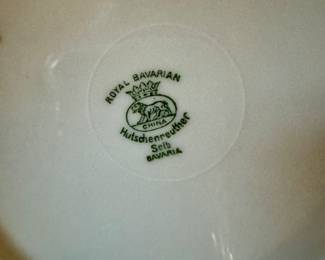 ROYAL BAVARIAN
CHINA
Hutschenreuther
Selb
BAVARIA